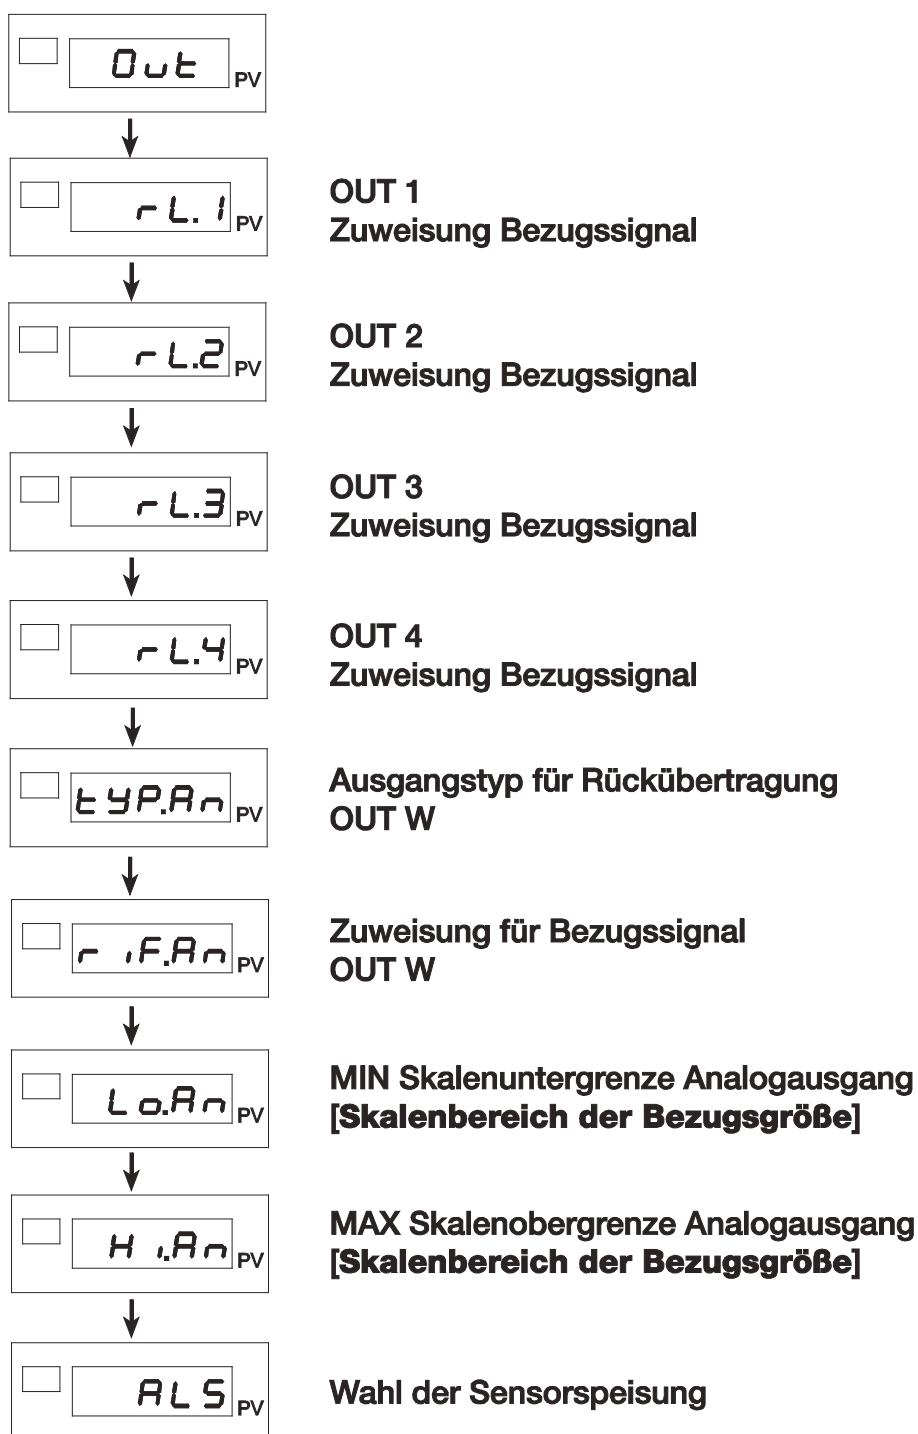 Out
PV
rL.1
PV
OUT 1
Zuweisung Bezugssignal
rL.2
PV
OUT 2
Zuweisung Bezugssignal
rL.3
PV
OUT 3
Zuweisung Bezugssignal
rL.4
PV
OUT 4
Zuweisung Bezugssignal
tYP.An
PV
Ausgangstyp für Rückübertragung
OUT W
riF.An
PV
Zuweisung für Bezugssignal
OUT W
Lo.An
PV
MIN Skalenuntergrenze Analogausgang
[Skalenbereich der Bezugsgröße]
Hi.An
PV
MAX Skalenobergrenze Analogausgang
[Skalenbereich der Bezugsgröße]
ALS
PV
Wahl der Sensorspeisung